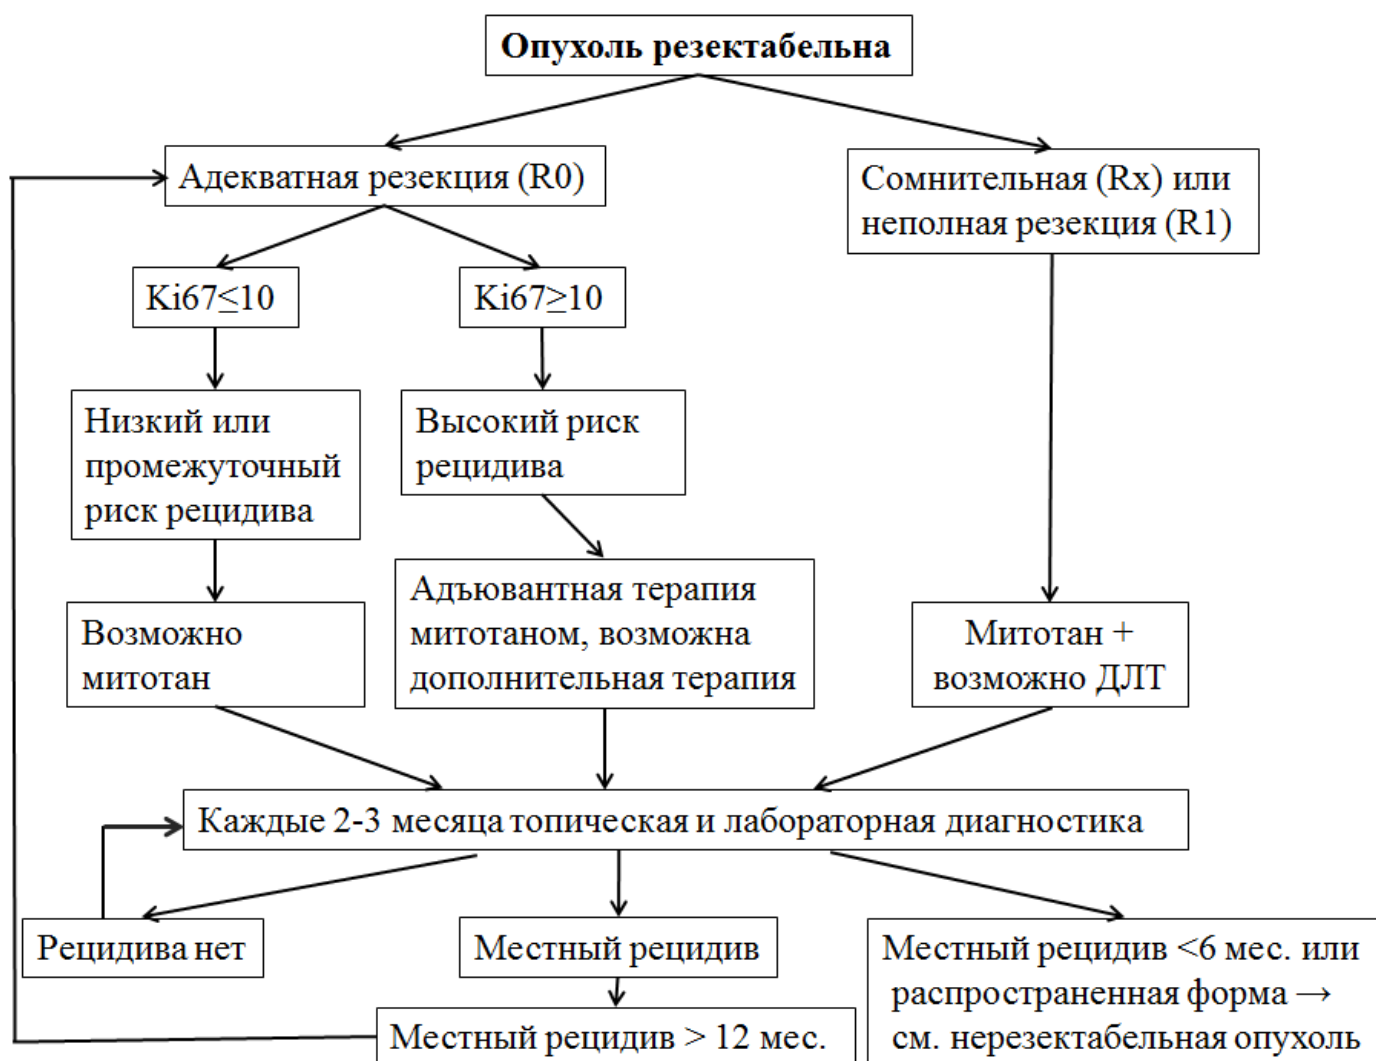 Опухоль резектабельна
Адекватная резекция (R0)
Сомнительная (Rx) или
неполная резекция (R1)
Ki67≤10
Ki67≥10
Низкий или
промежуточный
риск рецидива
Высокий риск
рецидива
Возможно
митотан
Адъювантная терапия
митотаном, возможна
дополнительная терапия
Митотан +
возможно ДЛТ
Каждые 2-3 месяца топическая и лабораторная диагностика
Рецидива нет
Местный рецидив
Местный рецидив > 12 мес.
Местный рецидив <6 мес. или
распространенная форма →
см. нерезектабельная опухоль